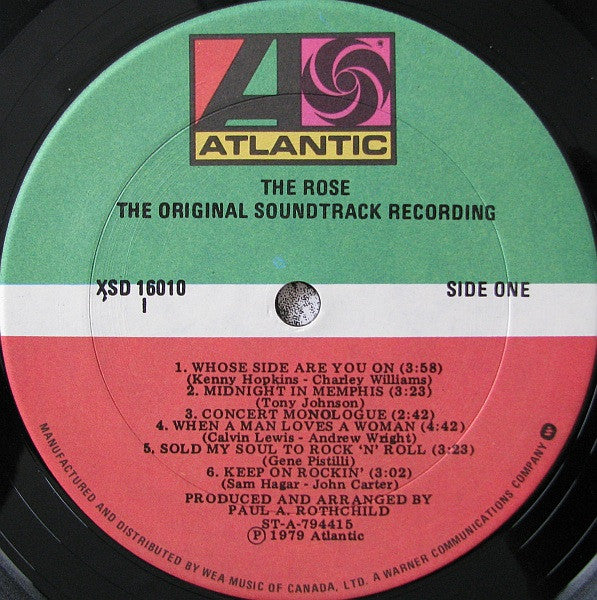 ATLANTIC
THE ROSE
THE ORIGINAL SOUNDTRACK RECORDING
XSD 16010
SIDE ONE
1. WHOSE SIDE ARE YOU ON (3:58)
(Kenny Hopkins - Charley Williams)
2. MIDNIGHT IN MEMPHIS (3:23)
(Tony Johnson)
3. CONCERT MONOLOGUE (2:42)
4. WHEN A MAN LOVES A WOMAN (4:42)
(Calvin Lewis - Andrew Wright)
5. SOLD MY SOUL TO ROCK 'N' ROLL (3:23)
(Gene Pistilli)
6. KEEP ON ROCKIN' (3:02)
(Sam Hagar - John Carter)
PRODUCED AND ARRANGED BY
PAUL A. ROTHCHILD
ST-A-794415
Ⓟ 1979 Atlantic
MANUFACTURED AND DISTRIBUTED BY WEA MUSIC OF CANADA, LTD. A WARNER COMMUNICATIONS COMPANY